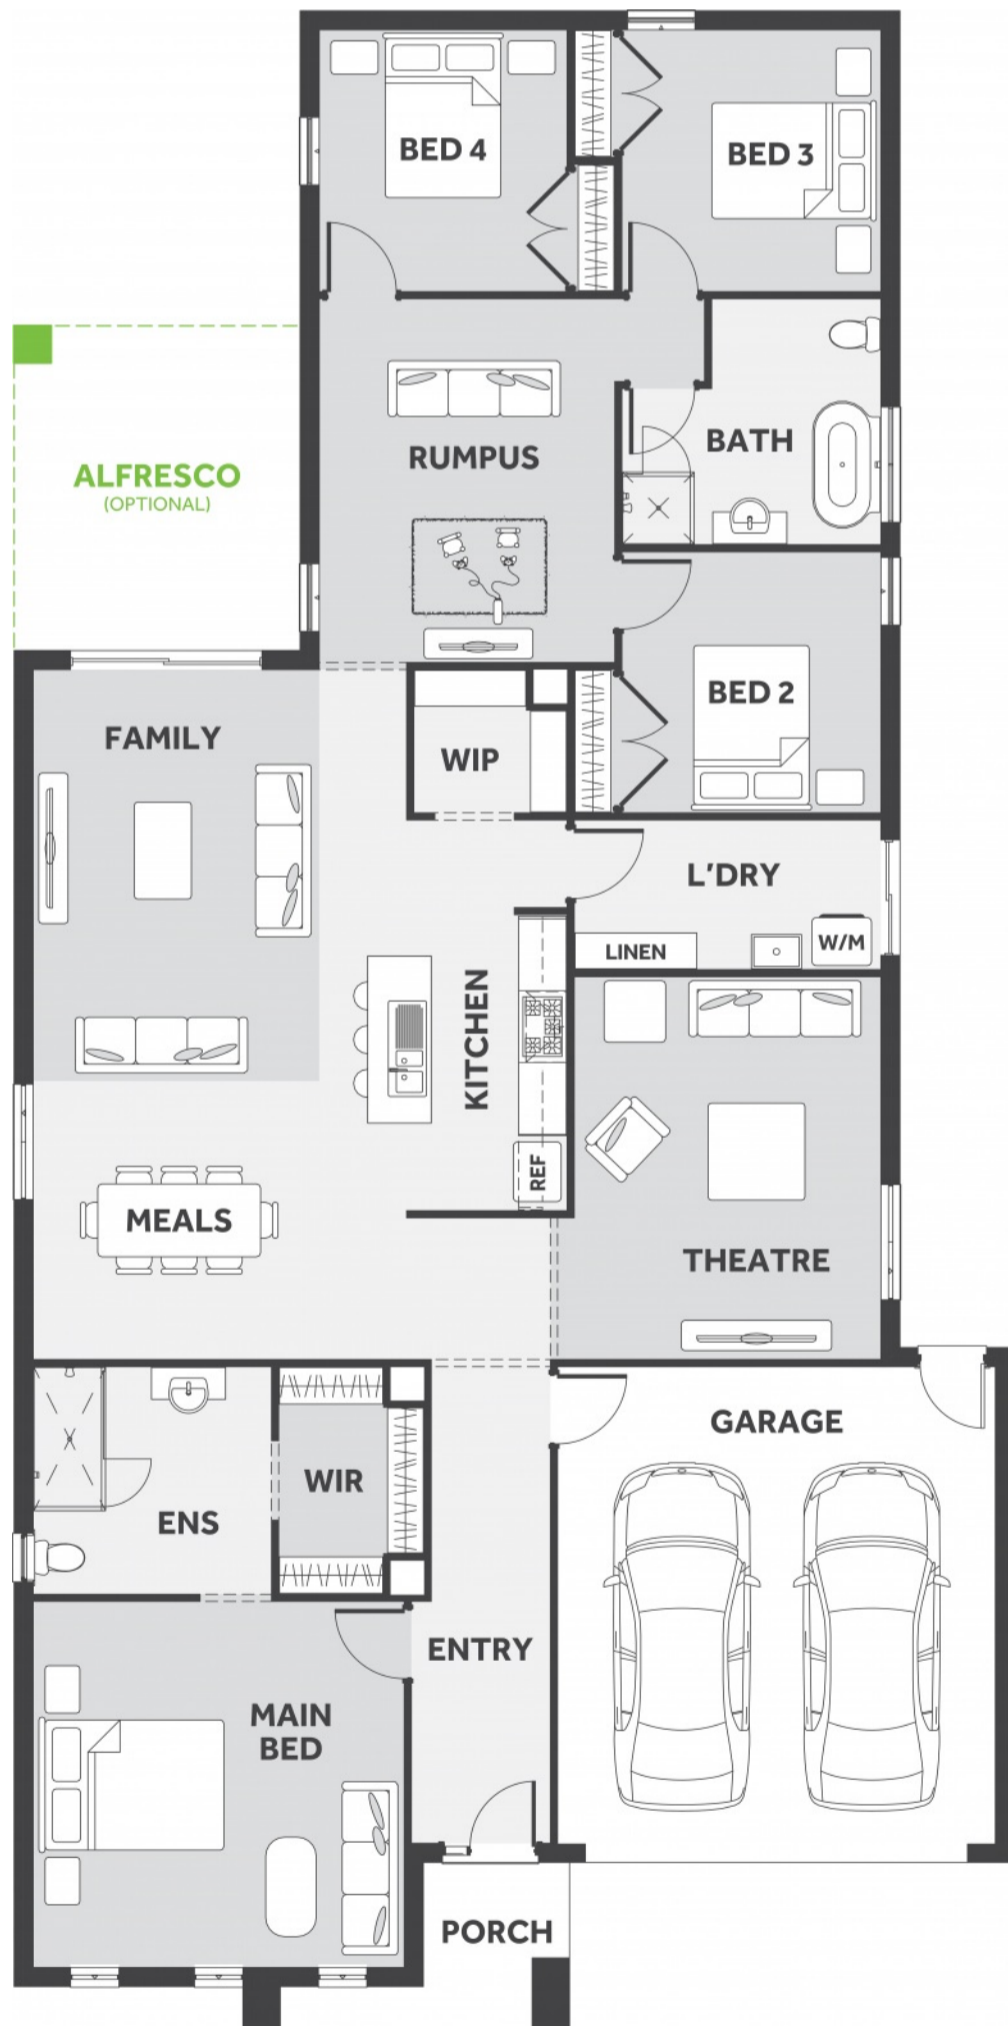 BED 4
BED 3
ALFRESCO
(OPTIONAL)
RUMPUS
BATH
FAMILY
WIP
BED 2
L'DRY
LINEN
W/M
KITCHEN
REF
MEALS
THEATRE
GARAGE
WIR
ENS
ENTRY
MAIN
BED
PORCH